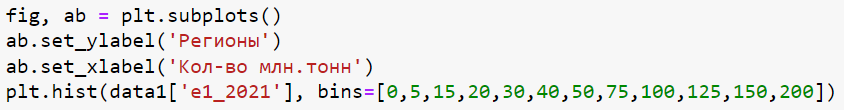 fig, ab = plt.subplots()
ab.set_ylabel('Регионы')
ab.set_xlabel('Кол-во млн.тонн')
plt.hist(data1['e1_2021'], bins=[0,5,15,20,30,40,50,75,100,125,150,200])